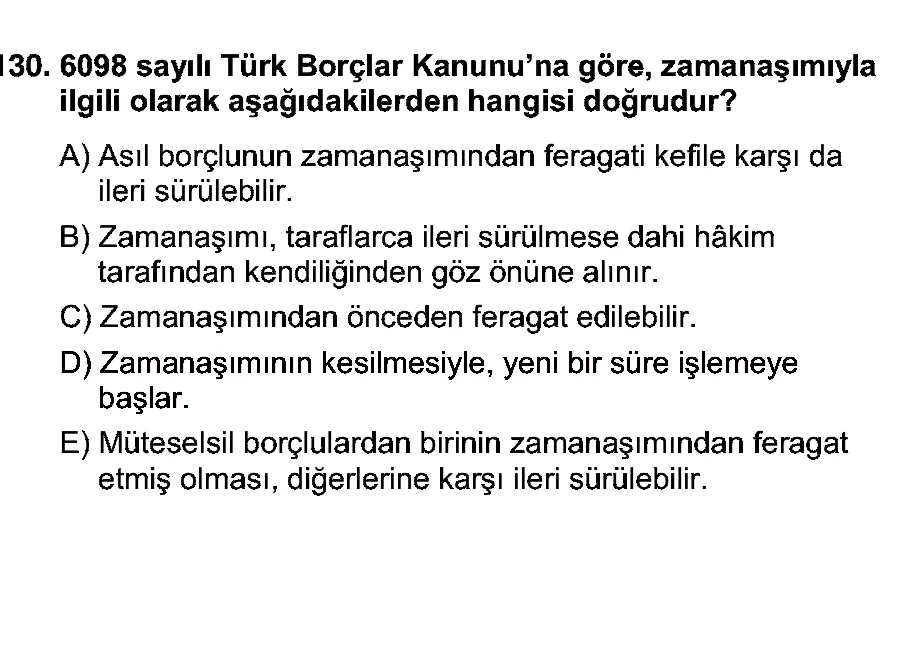 130. 6098 sayılı Türk Borçlar Kanunu’na göre, zamanaşımıyla
ilgili olarak aşağıdakilerden hangisi doğrudur?
A) Asıl borçlunun zamanaşımından feragati kefile karşı da
ileri sürülebilir.
B) Zamanaşımı, taraflarca ileri sürülmese dahi hâkim
tarafından kendiliğinden göz önüne alınır.
C) Zamanaşımından önceden feragat edilebilir.
D) Zamanaşımının kesilmesiyle, yeni bir süre işlemeye
başlar.
E) Müteselsil borçlulardan birinin zamanaşımından feragat
etmiş olması, diğerlerine karşı ileri sürülebilir.